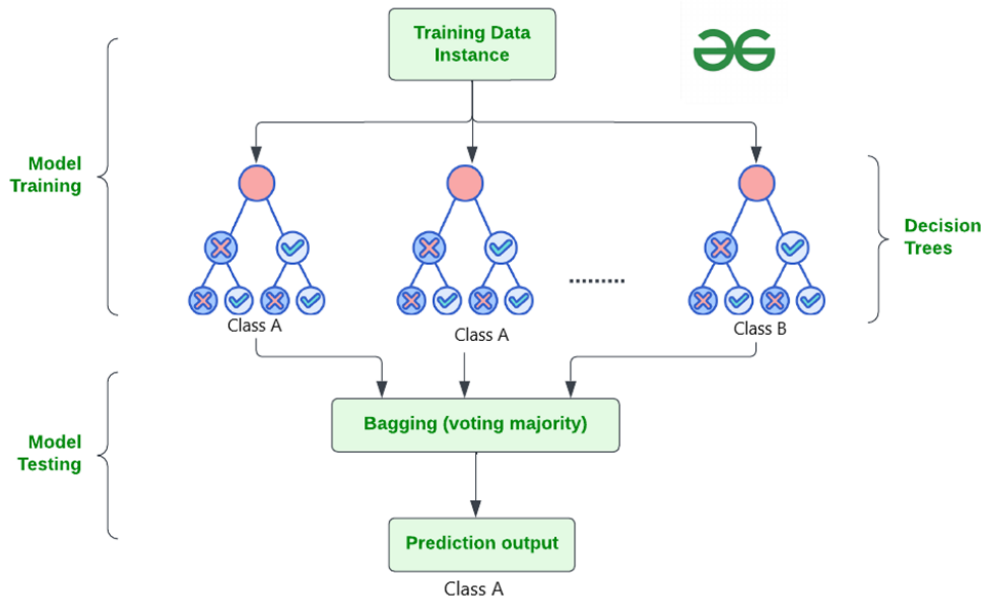 Training Data
Instance
Model
Training
Decision
Trees
.........
Class A
Class A
Class B
Bagging (voting majority)
Model
Testing
Prediction output
Class A